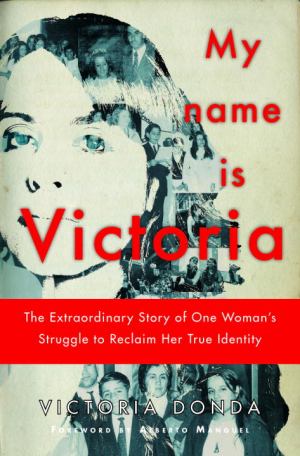 My
name
is
Victoria
The Extraordinary Story of One Woman's
Struggle to Reclaim Her True Identity
VICTORIA DONDA
FOREWORD BY ALBERTO MANGUEL